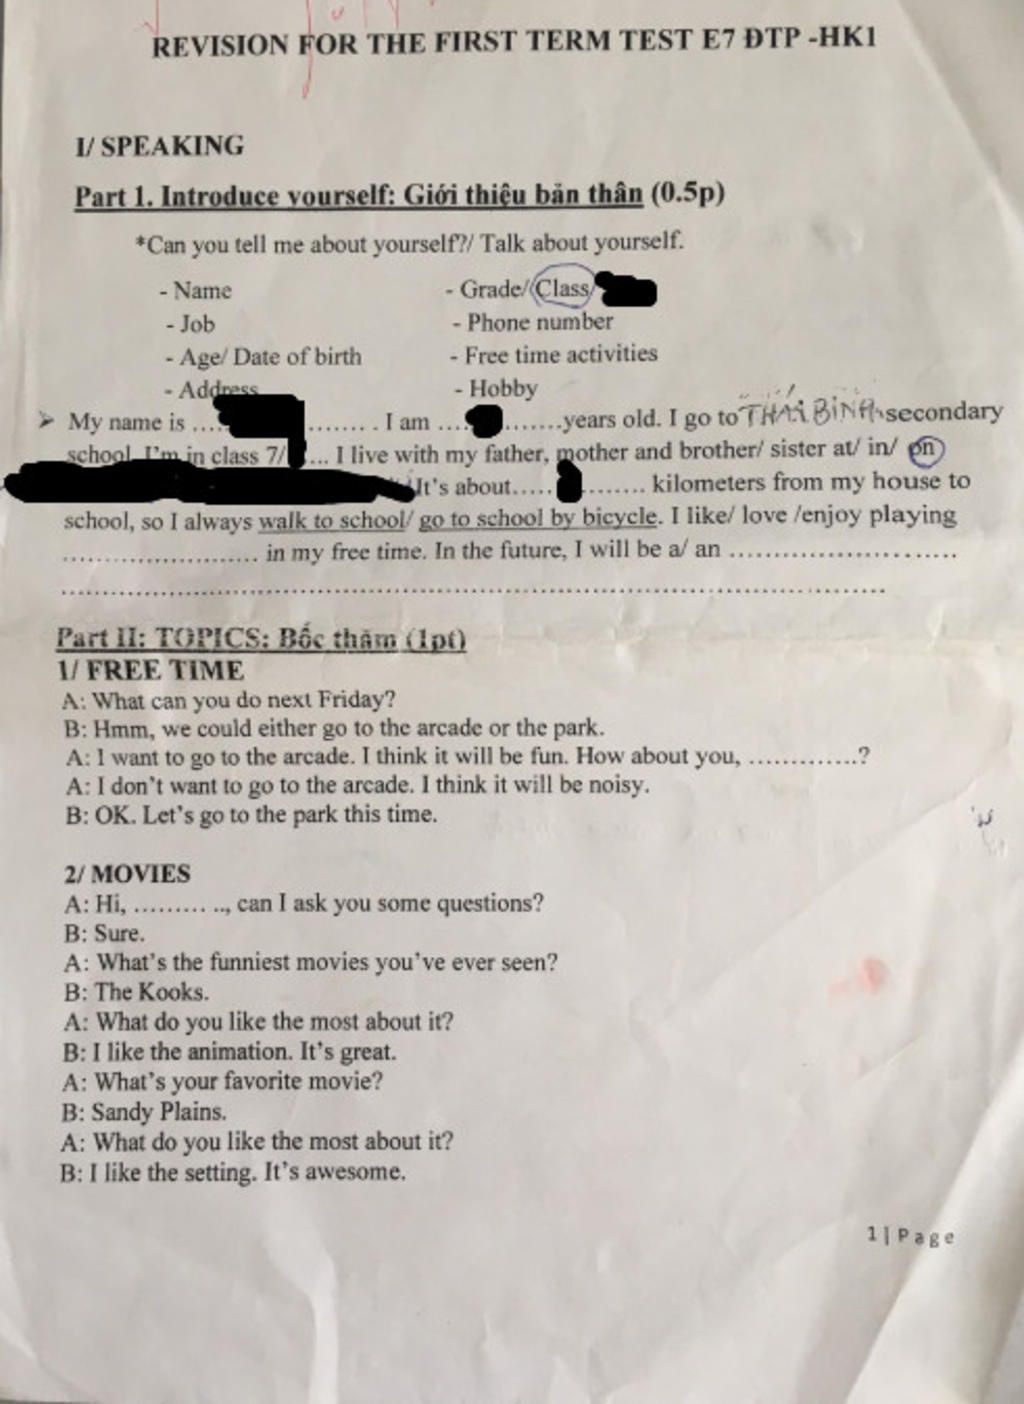 REVISION FOR THE FIRST TERM TEST E7 ĐTP -HK1
I/ SPEAKING
Part 1. Introduce yourself: Giới thiệu bản thân (0.5p)
*Can you tell me about yourself?/ Talk about yourself.
- Name - Grade/ Class/
- Job - Phone number
- Age/ Date of birth - Free time activities
- Address - Hobby
➤ My name is .... ........ . I am .... .......years old. I go to THÁI BÌNH secondary
school. I'm in class 7/ ... I live with my father, mother and brother/ sister at/ in/ on
It's about..... ........ kilometers from my house to
school, so I always walk to school/ go to school by bicycle. I like/ love /enjoy playing
........................ in my free time. In the future, I will be a/ an ............................
....................................................................................................
Part II: TOPICS: Bốc thăm (1pt)
1/ FREE TIME
A: What can you do next Friday?
B: Hmm, we could either go to the arcade or the park.
A: I want to go to the arcade. I think it will be fun. How about you, .............?
A: I don't want to go to the arcade. I think it will be noisy.
B: OK. Let's go to the park this time.
2/ MOVIES
A: Hi, ......... .., can I ask you some questions?
B: Sure.
A: What's the funniest movies you've ever seen?
B: The Kooks.
A: What do you like the most about it?
B: I like the animation. It's great.
A: What's your favorite movie?
B: Sandy Plains.
A: What do you like the most about it?
B: I like the setting. It's awesome.
1 | Page